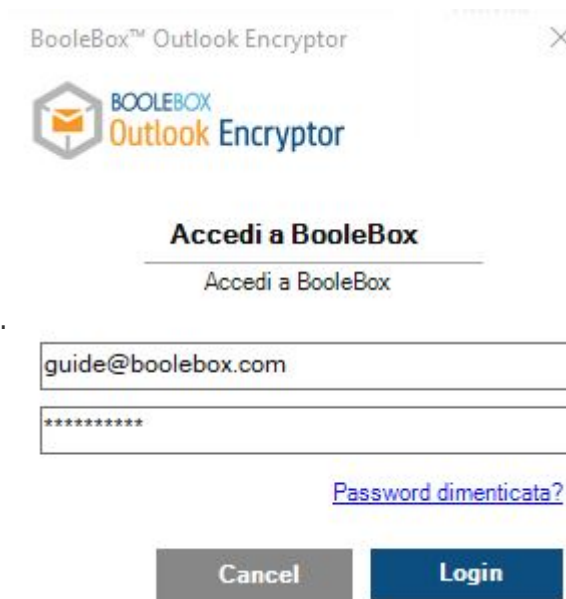 BooleBox™ Outlook Encryptor
BOOLEBOX
Outlook Encryptor
Accedi a BooleBox
Accedi a BooleBox
.
guide@boolebox.com
**********
Password dimenticata?
Cancel Login